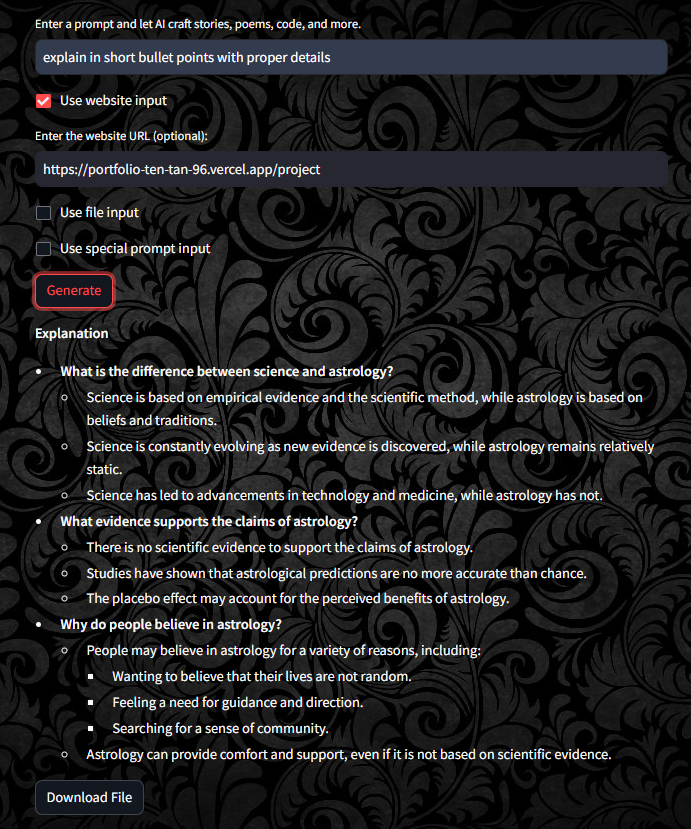 Enter a prompt and let AI craft stories, poems, code, and more.
explain in short bullet points with proper details
Use website input
Enter the website URL (optional):
https://portfolio-ten-tan-96.vercel.app/project
Use file input
Use special prompt input
Generate
Explanation
What is the difference between science and astrology?
Science is based on empirical evidence and the scientific method, while astrology is based on
beliefs and traditions.
Science is constantly evolving as new evidence is discovered, while astrology remains relatively
static.
Science has led to advancements in technology and medicine, while astrology has not.
What evidence supports the claims of astrology?
There is no scientific evidence to support the claims of astrology.
Studies have shown that astrological predictions are no more accurate than chance.
The placebo effect may account for the perceived benefits of astrology.
Why do people believe in astrology?
People may believe in astrology for a variety of reasons, including:
Wanting to believe that their lives are not random.
Feeling a need for guidance and direction.
Searching for a sense of community.
Astrology can provide comfort and support, even if it is not based on scientific evidence.
Download File